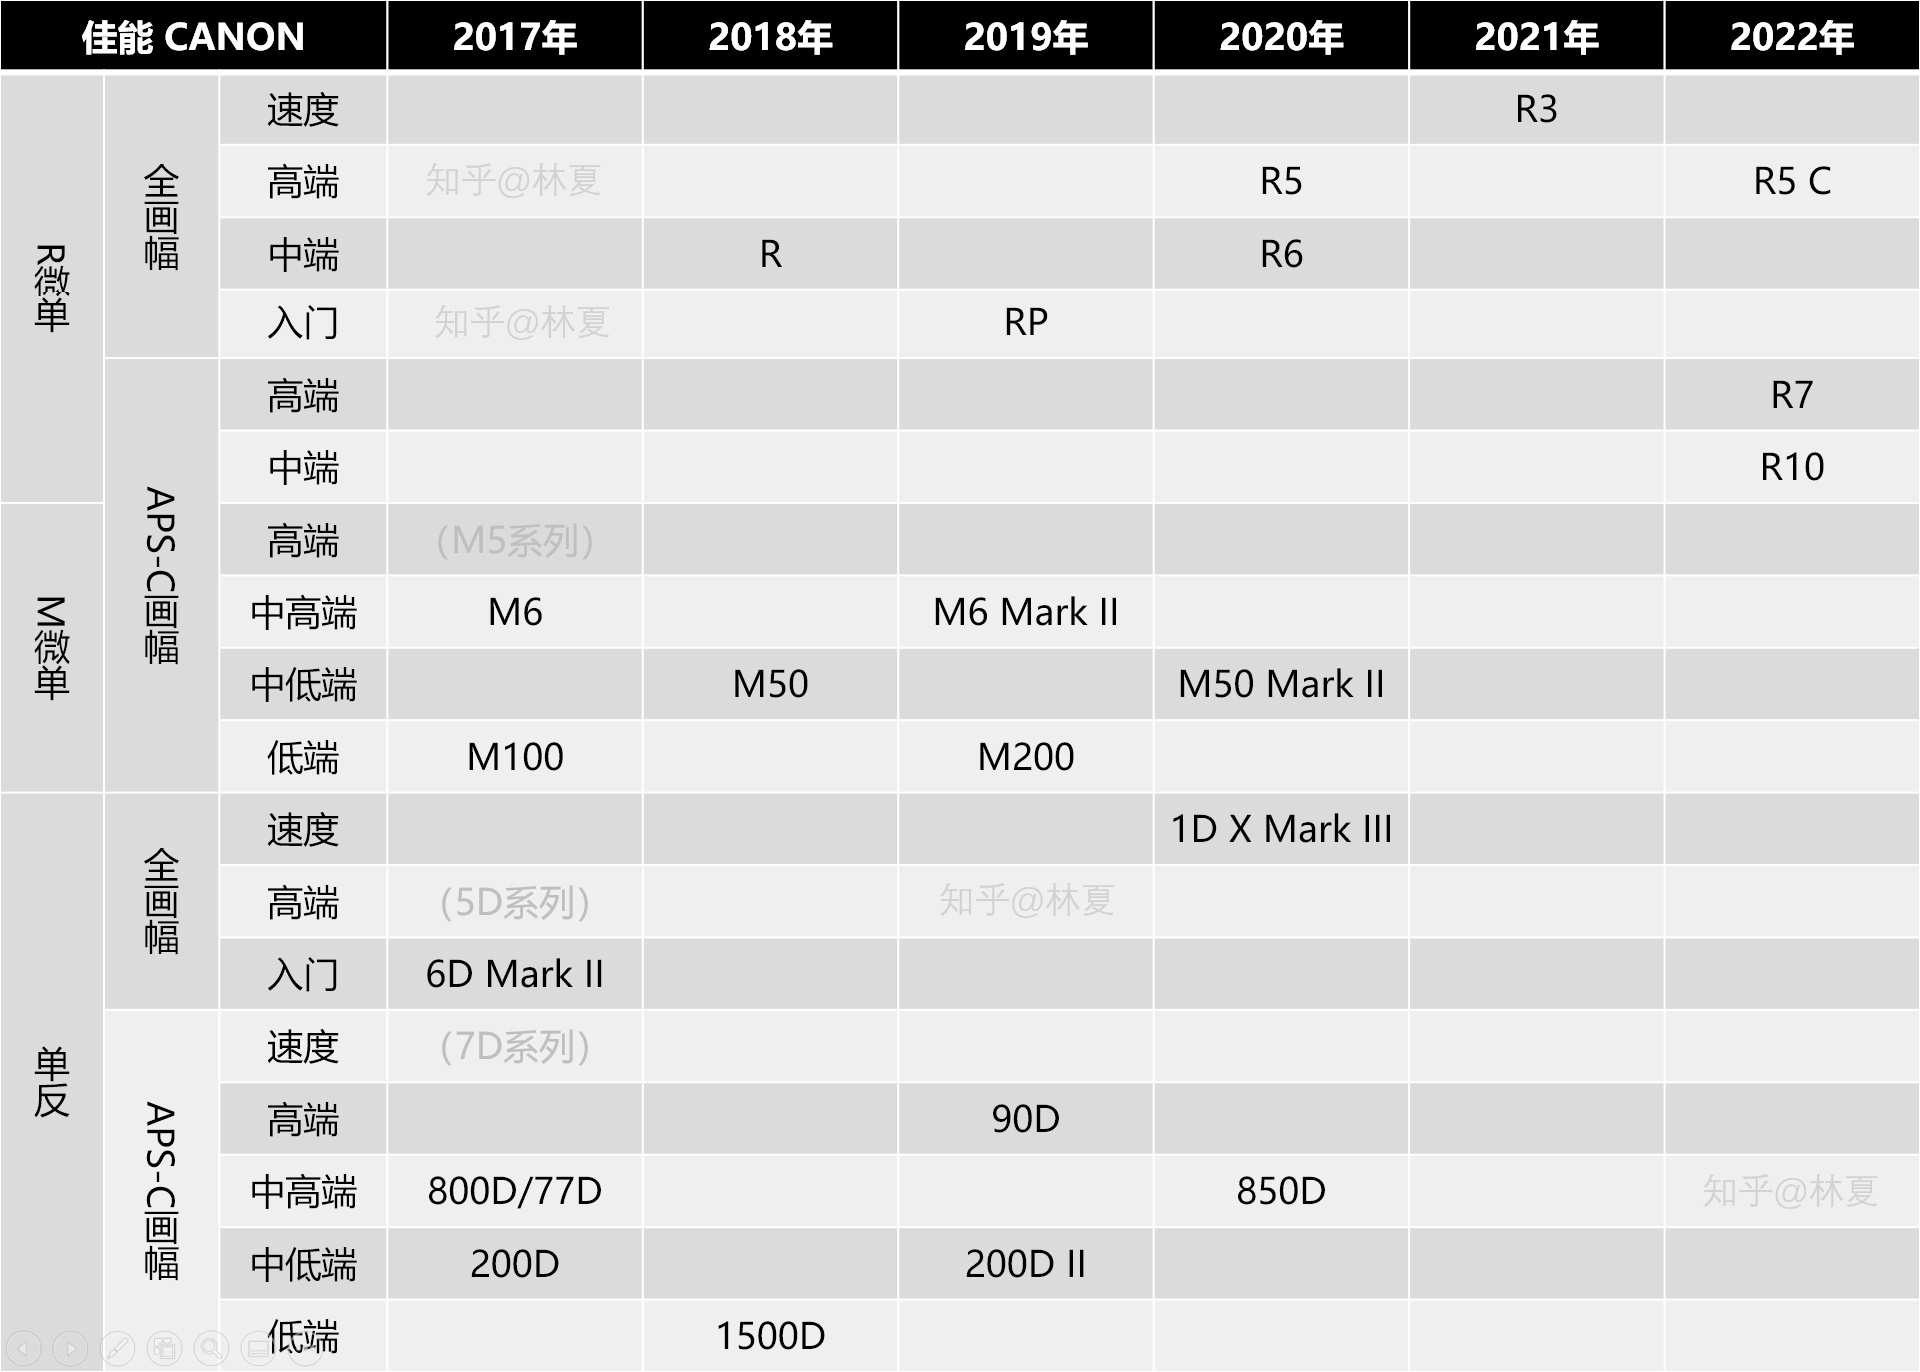 佳能 CANON 2017年 2018年 2019年 2020年 2021年 2022年
R微单 全画幅 速度 R3
高端 知乎@林夏 R5 R5 C
中端 R R6
入门 知乎@林夏 RP
APS-C画幅 高端 R7
中端 R10
M微单 高端 (M5系列)
中高端 M6 M6 Mark II
中低端 M50 M50 Mark II
低端 M100 M200
单反 全画幅 速度 1D X Mark III
高端 (5D系列) 知乎@林夏
入门 6D Mark II
APS-C画幅 速度 (7D系列)
高端 90D
中高端 800D/77D 850D 知乎@林夏
中低端 200D 200D II
低端 1500D